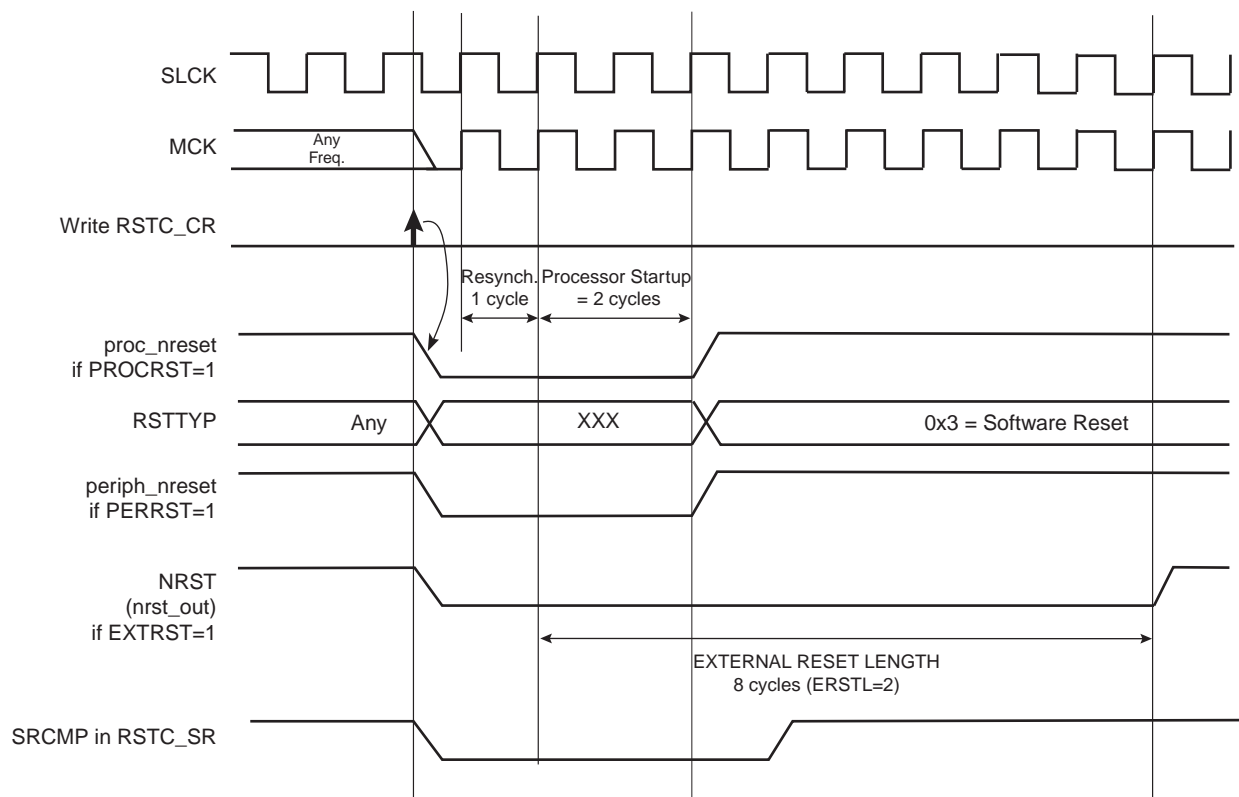 SLCK
MCK
Any
Freq.
Write RSTC_CR
Resynch.
1 cycle
Processor Startup
= 2 cycles
proc_nreset
if PROCRST=1
RSTTYP
Any
XXX
0x3 = Software Reset
periph_nreset
if PERRST=1
NRST
(nrst_out)
if EXTRST=1
EXTERNAL RESET LENGTH
8 cycles (ERSTL=2)
SRCMP in RSTC_SR